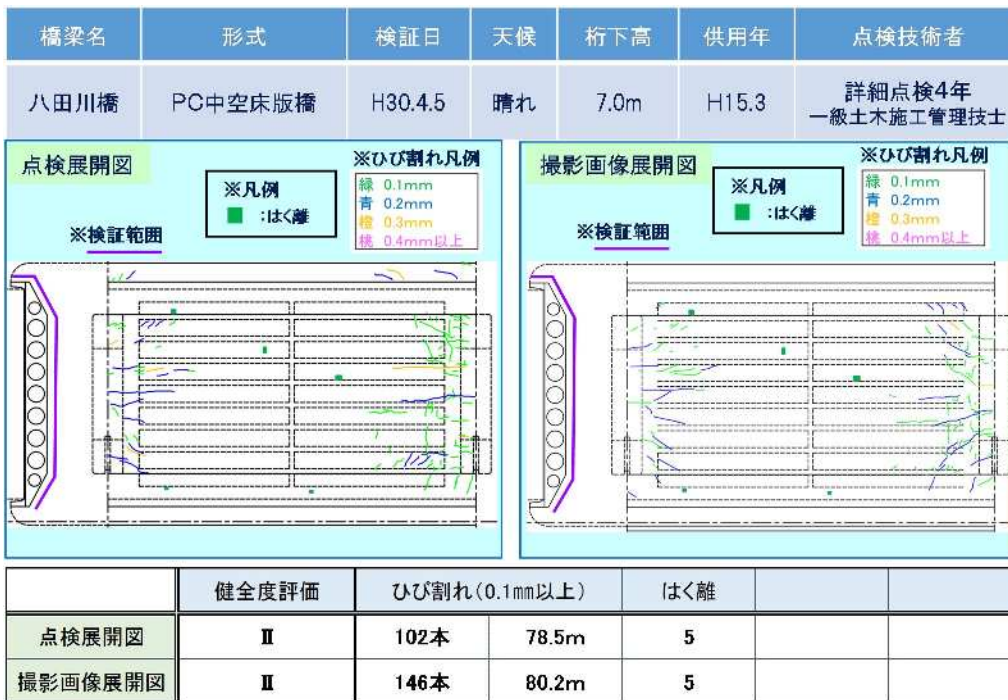 橋梁名 形式 検証日 天候 桁下高 供用年 点検技術者
八田川橋 PC中空床版橋 H30.4.5 晴れ 7.0m H15.3 詳細点検4年
一級土木施工管理技士
点検展開図
※凡例
:はく離
※ひび割れ凡例
緑 0.1mm
青 0.2mm
橙 0.3mm
桃 0.4mm以上
※検証範囲
撮影画像展開図
※凡例
:はく離
※ひび割れ凡例
緑 0.1mm
青 0.2mm
橙 0.3mm
桃 0.4mm以上
※検証範囲
健全度評価 ひび割れ(0.1mm以上) はく離
点検展開図 Ⅱ 102本 78.5m 5
撮影画像展開図 Ⅱ 146本 80.2m 5